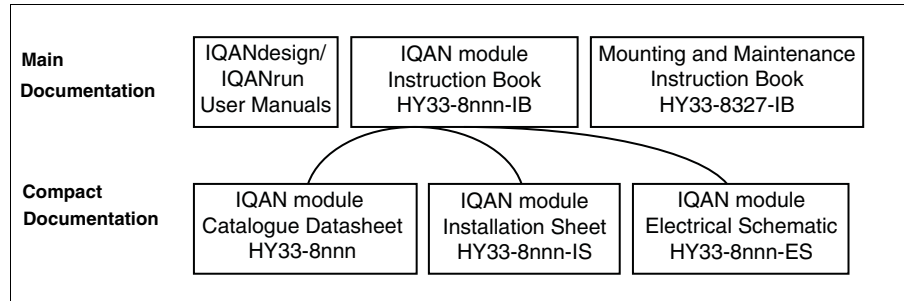 Main
Documentation
IQANdesign/
IQANrun
User Manuals
IQAN module
Instruction Book
HY33-8nnn-IB
Mounting and Maintenance
Instruction Book
HY33-8327-IB
Compact
Documentation
IQAN module
Catalogue Datasheet
HY33-8nnn
IQAN module
Installation Sheet
HY33-8nnn-IS
IQAN module
Electrical Schematic
HY33-8nnn-ES